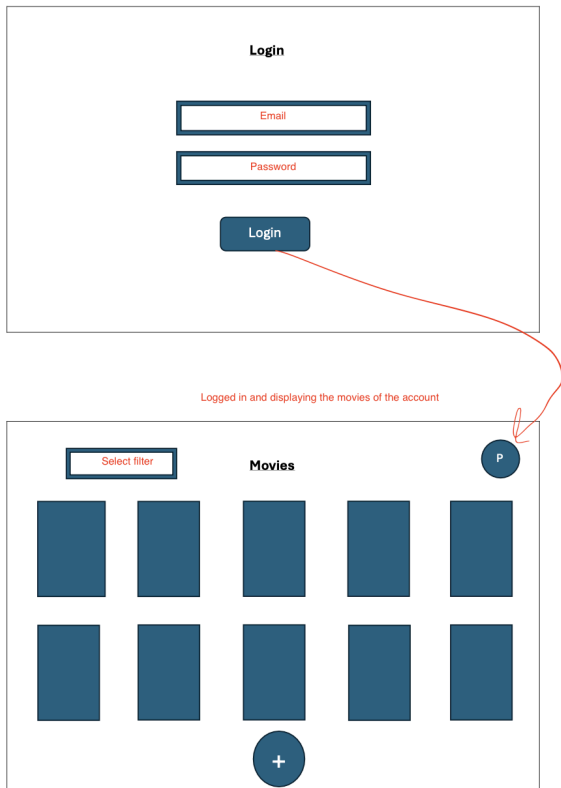 Login
Email
Password
Login
Logged in and displaying the movies of the account
Select filter
Movies
P
+